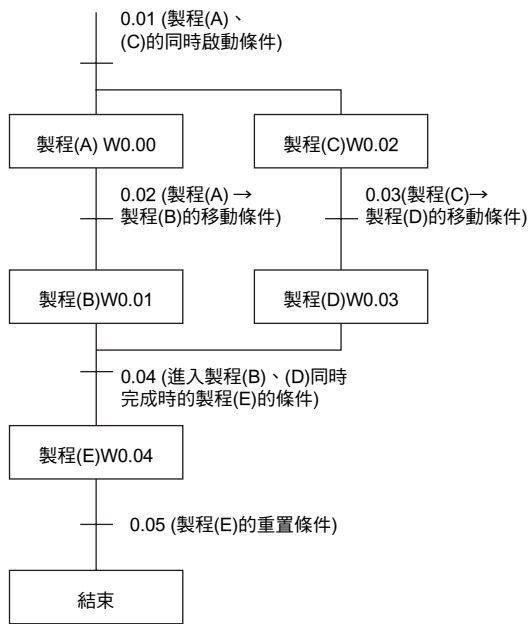 0.01 (製程(A)、
(C)的同時啟動條件)
製程(A) W0.00
製程(C)W0.02
0.02 (製程(A) →
製程(B)的移動條件)
0.03(製程(C)→
製程(D)的移動條件)
製程(B)W0.01
製程(D)W0.03
0.04 (進入製程(B)、(D)同時
完成時的製程(E)的條件)
製程(E)W0.04
0.05 (製程(E)的重置條件)
結束